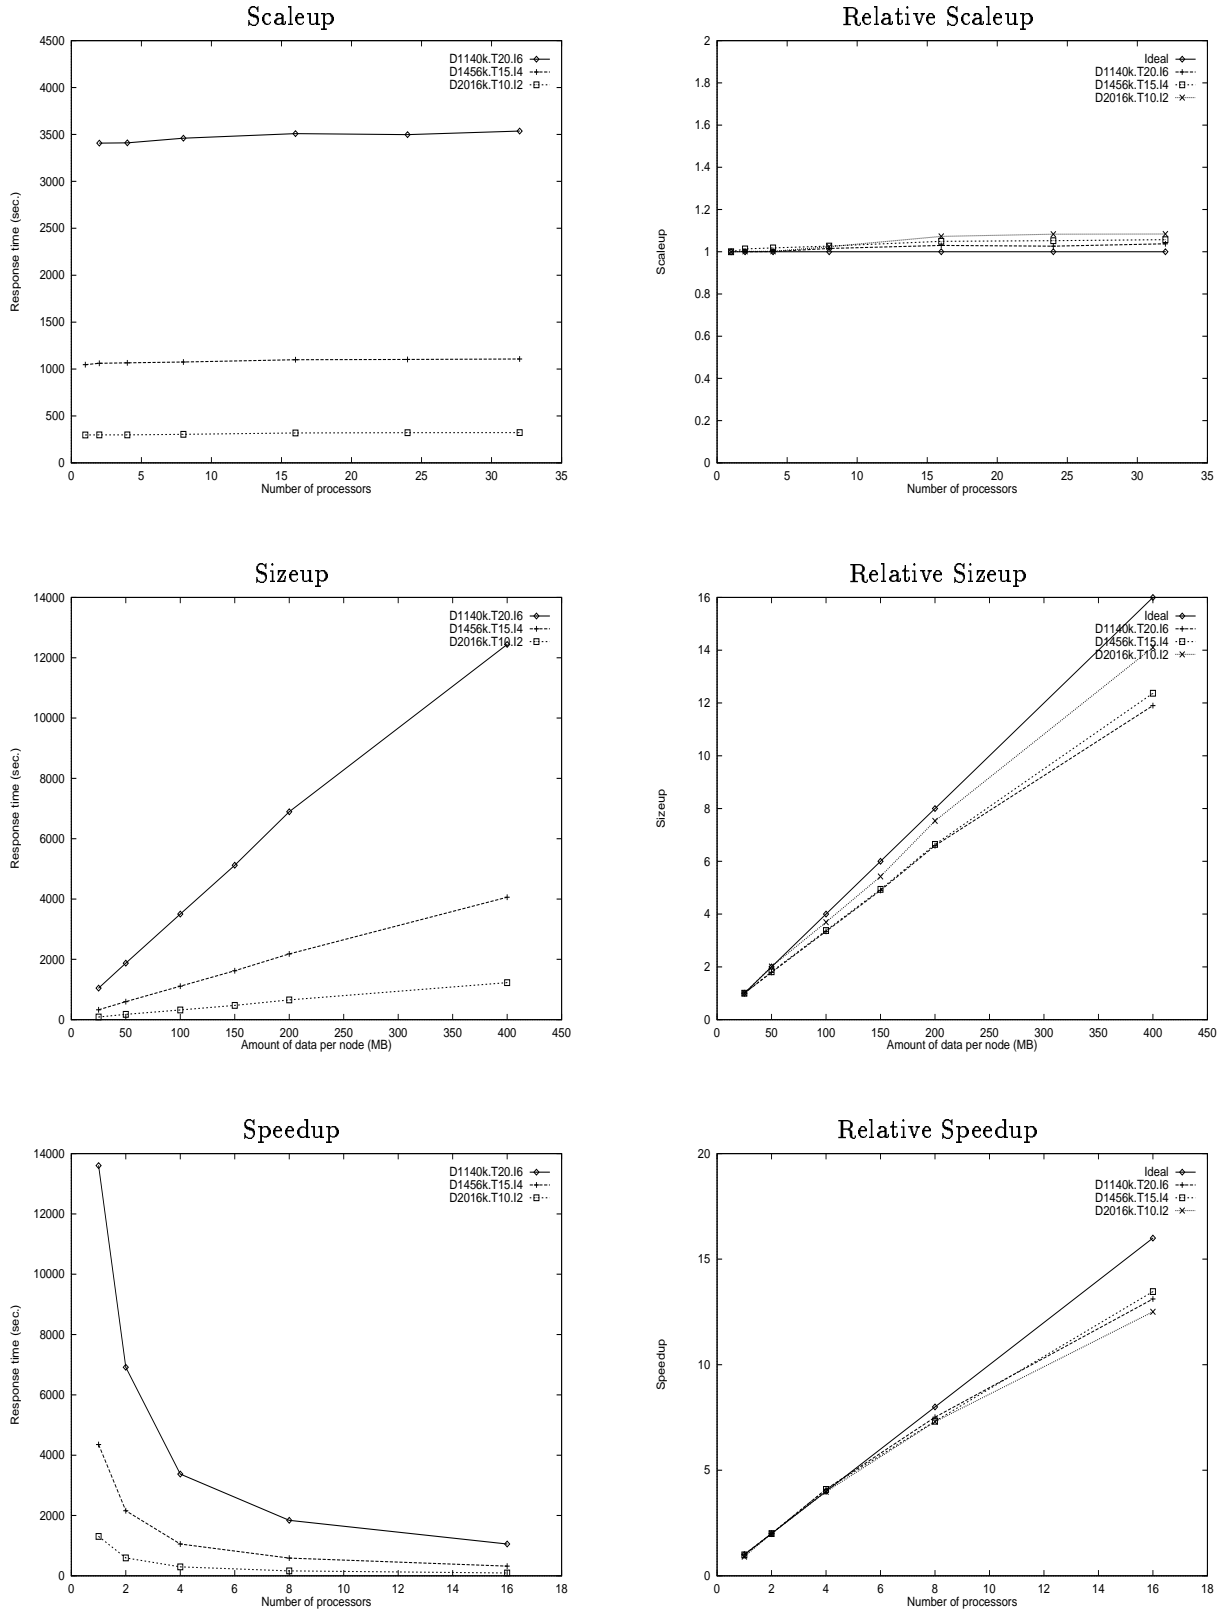 Scaleup
4500
4000
3500
3000
2500
2000
1500
1000
500
0
Response time (sec.)
D1140k.T20.I6
D1456k.T15.I4
D2016k.T10.I2
0 5 10 15 20 25 30 35
Number of processors
Relative Scaleup
2
1.8
1.6
1.4
1.2
1
0.8
0.6
0.4
0.2
0
Scaleup
Ideal
D1140k.T20.I6
D1456k.T15.I4
D2016k.T10.I2
0 5 10 15 20 25 30 35
Number of processors
Sizeup
14000
12000
10000
8000
6000
4000
2000
0
Response time (sec.)
D1140k.T20.I6
D1456k.T15.I4
D2016k.T10.I2
0 50 100 150 200 250 300 350 400 450
Amount of data per node (MB)
Relative Sizeup
16
14
12
10
8
6
4
2
0
Sizeup
Ideal
D1140k.T20.I6
D1456k.T15.I4
D2016k.T10.I2
0 50 100 150 200 250 300 350 400 450
Amount of data per node (MB)
Speedup
14000
12000
10000
8000
6000
4000
2000
0
Response time (sec.)
D1140k.T20.I6
D1456k.T15.I4
D2016k.T10.I2
0 2 4 6 8 10 12 14 16 18
Number of processors
Relative Speedup
20
15
10
5
0
Speedup
Ideal
D1140k.T20.I6
D1456k.T15.I4
D2016k.T10.I2
0 2 4 6 8 10 12 14 16 18
Number of processors